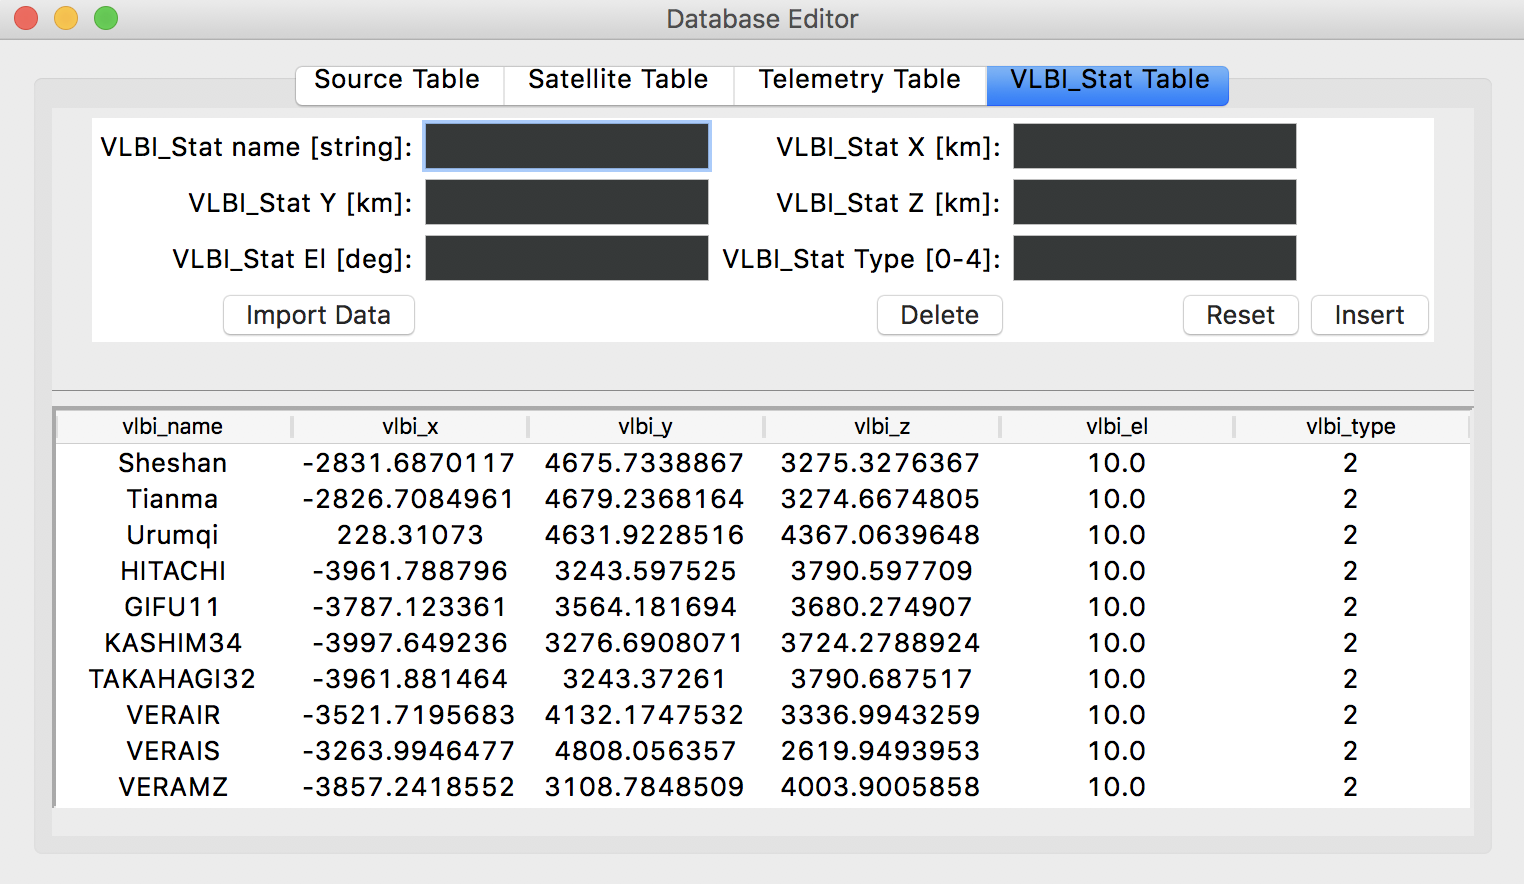 Database Editor
Source Table Satellite Table Telemetry Table VLBI_Stat Table
VLBI_Stat name [string]: VLBI_Stat X [km]:
VLBI_Stat Y [km]: VLBI_Stat Z [km]:
VLBI_Stat El [deg]: VLBI_Stat Type [0-4]:
Import Data Delete Reset Insert
vlbi_name vlbi_x vlbi_y vlbi_z vlbi_el vlbi_type
Sheshan -2831.6870117 4675.7338867 3275.3276367 10.0 2
Tianma -2826.7084961 4679.2368164 3274.6674805 10.0 2
Urumqi 228.31073 4631.9228516 4367.0639648 10.0 2
HITACHI -3961.788796 3243.597525 3790.597709 10.0 2
GIFU11 -3787.123361 3564.181694 3680.274907 10.0 2
KASHIM34 -3997.649236 3276.6908071 3724.2788924 10.0 2
TAKAHAGI32 -3961.881464 3243.37261 3790.687517 10.0 2
VERAIR -3521.7195683 4132.1747532 3336.9943259 10.0 2
VERAIS -3263.9946477 4808.056357 2619.9493953 10.0 2
VERAMZ -3857.2418552 3108.7848509 4003.9005858 10.0 2